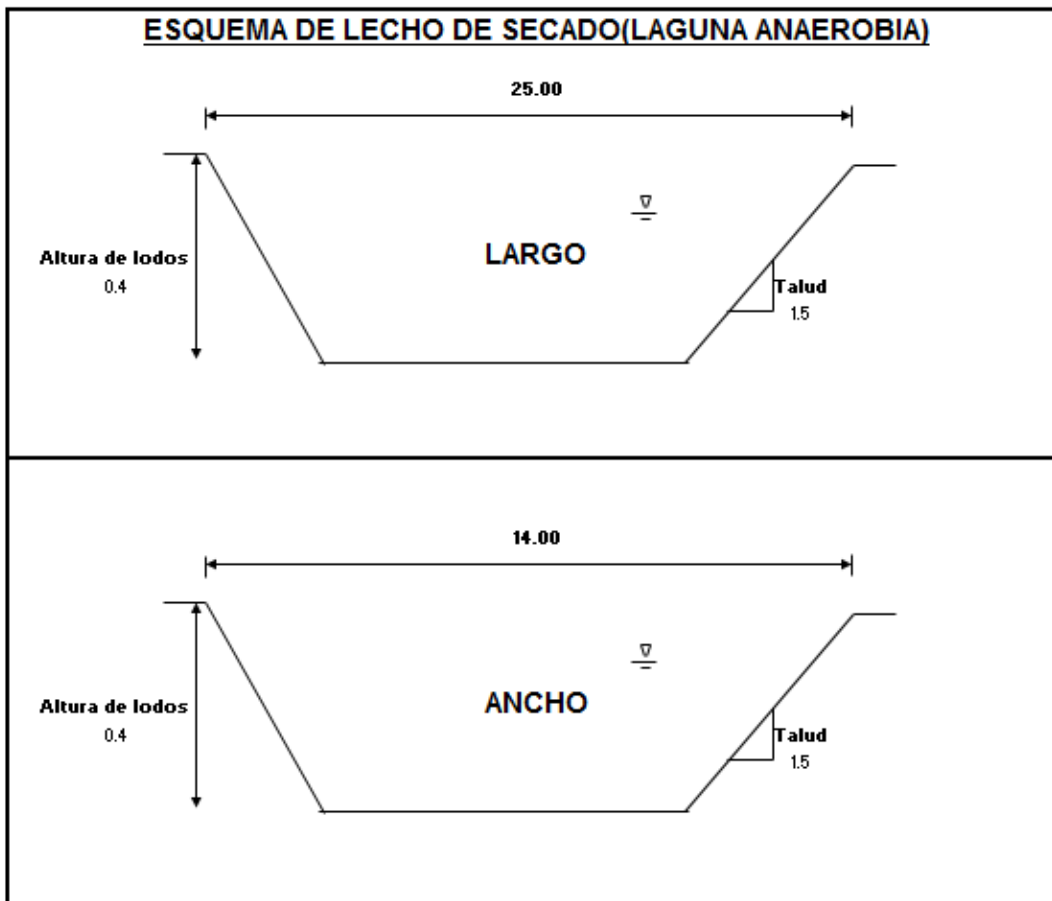 ESQUEMA DE LECHO DE SECADO(LAGUNA ANAEROBIA)
25.00
Altura de lodos
0.4
LARGO
Talud
1.5
14.00
Altura de lodos
0.4
ANCHO
Talud
1.5